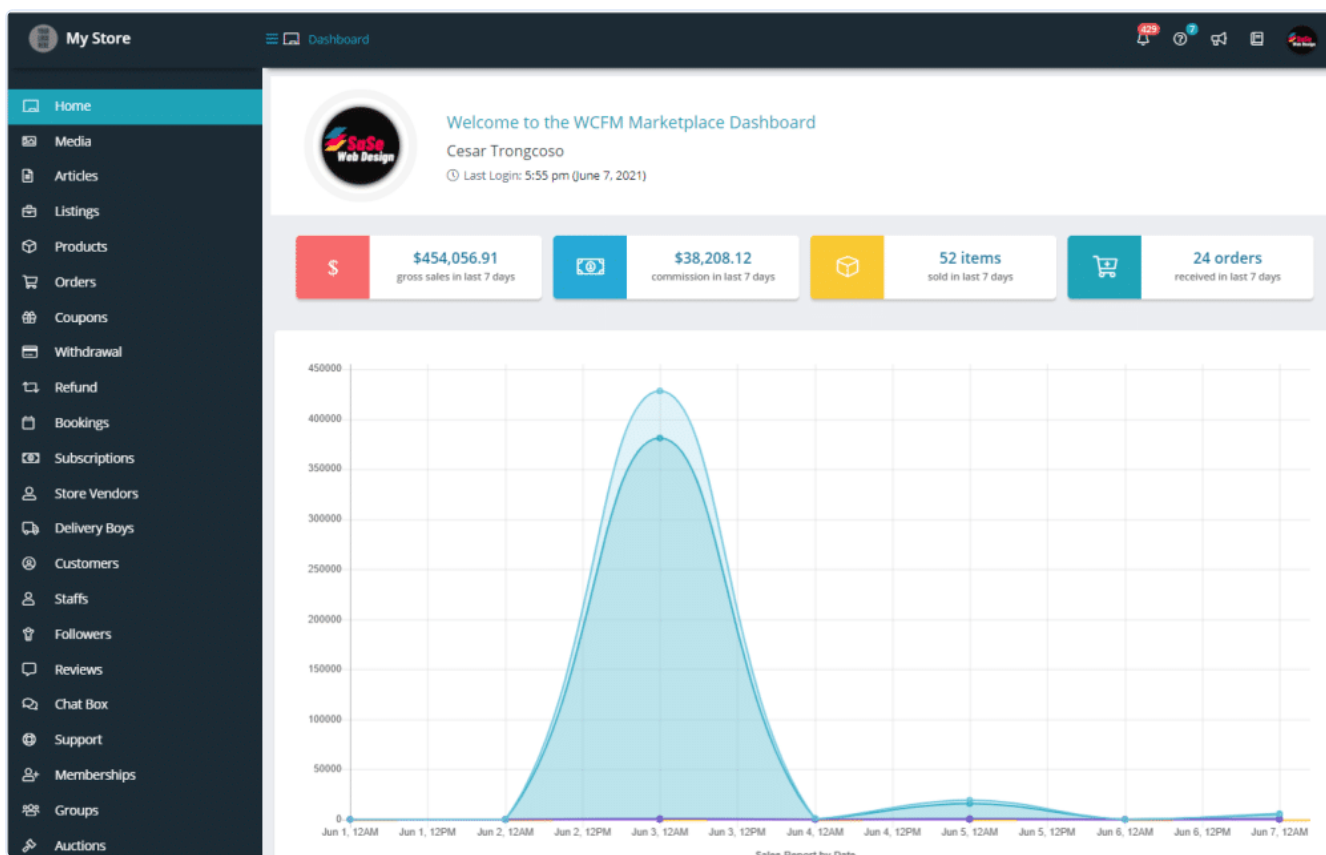 My Store
Dashboard
429
7
Home
Media
Articles
Listings
Products
Orders
Coupons
Withdrawal
Refund
Bookings
Subscriptions
Store Vendors
Delivery Boys
Customers
Staffs
Followers
Reviews
Chat Box
Support
Memberships
Groups
Auctions
SaSo
Web Design
Welcome to the WCFM Marketplace Dashboard
Cesar Trongcoso
Last Login: 5:55 pm (June 7, 2021)
$
$454,056.91
gross sales in last 7 days
$38,208.12
commission in last 7 days
52 items
sold in last 7 days
24 orders
received in last 7 days
450000
400000
350000
300000
250000
200000
150000
100000
50000
0
Jun 1, 12AM Jun 1, 12PM Jun 2, 12AM Jun 2, 12PM Jun 3, 12AM Jun 3, 12PM Jun 4, 12AM Jun 4, 12PM Jun 5, 12AM Jun 5, 12PM Jun 6, 12AM Jun 6, 12PM Jun 7, 12AM
Sales Report by Date